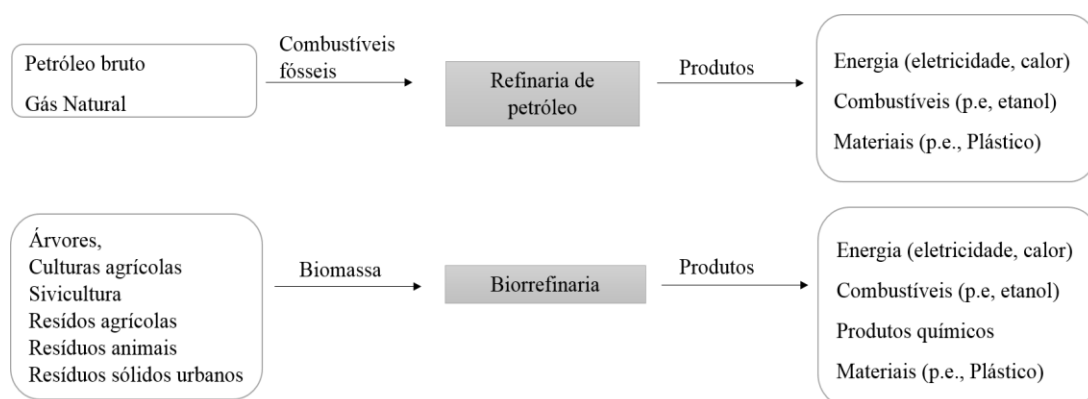 Petróleo bruto
Gás Natural
Combustíveis
fósseis
Refinaria de
petróleo
Produtos
Energia (eletricidade, calor)
Combustíveis (p.e, etanol)
Materiais (p.e., Plástico)
Árvores,
Culturas agrícolas
Sivicultura
Resídos agrícolas
Resíduos animais
Resíduos sólidos urbanos
Biomassa
Biorrefinaria
Produtos
Energia (eletricidade, calor)
Combustíveis (p.e, etanol)
Produtos químicos
Materiais (p.e., Plástico)